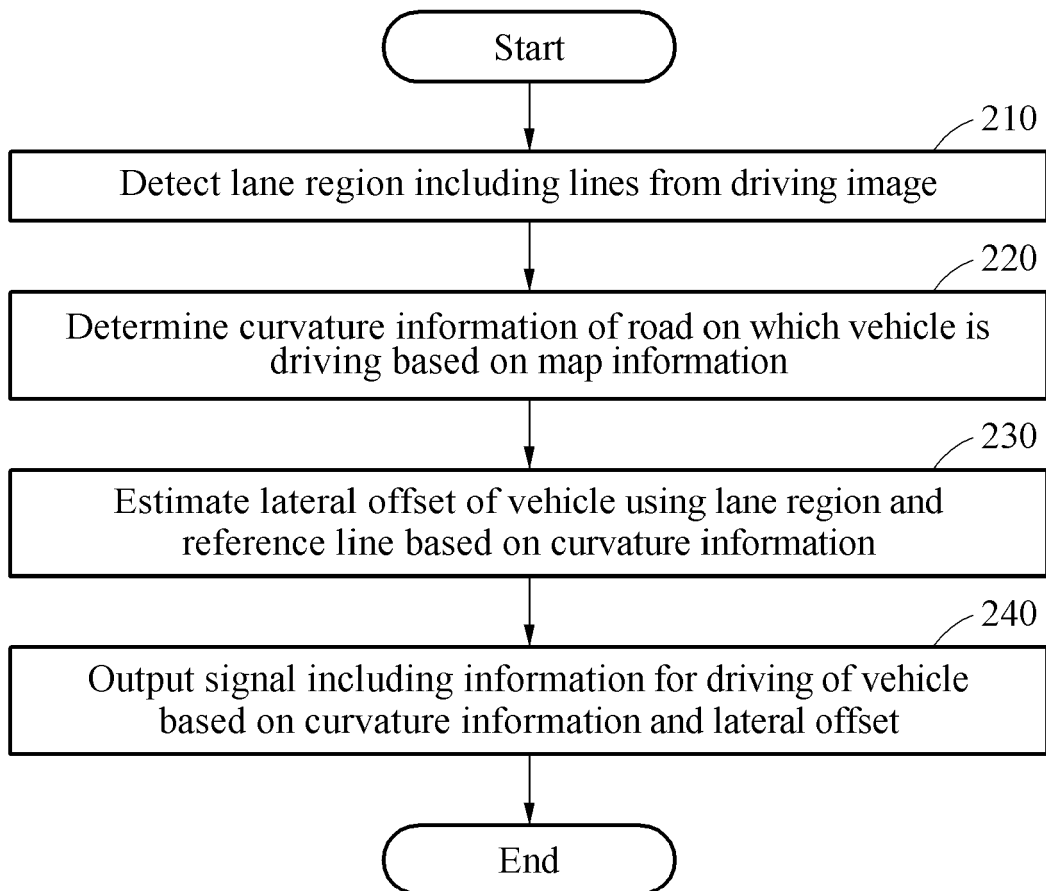 Start
210
Detect lane region including lines from driving image
220
Determine curvature information of road on which vehicle is
driving based on map information
230
Estimate lateral offset of vehicle using lane region and
reference line based on curvature information
240
Output signal including information for driving of vehicle
based on curvature information and lateral offset
End